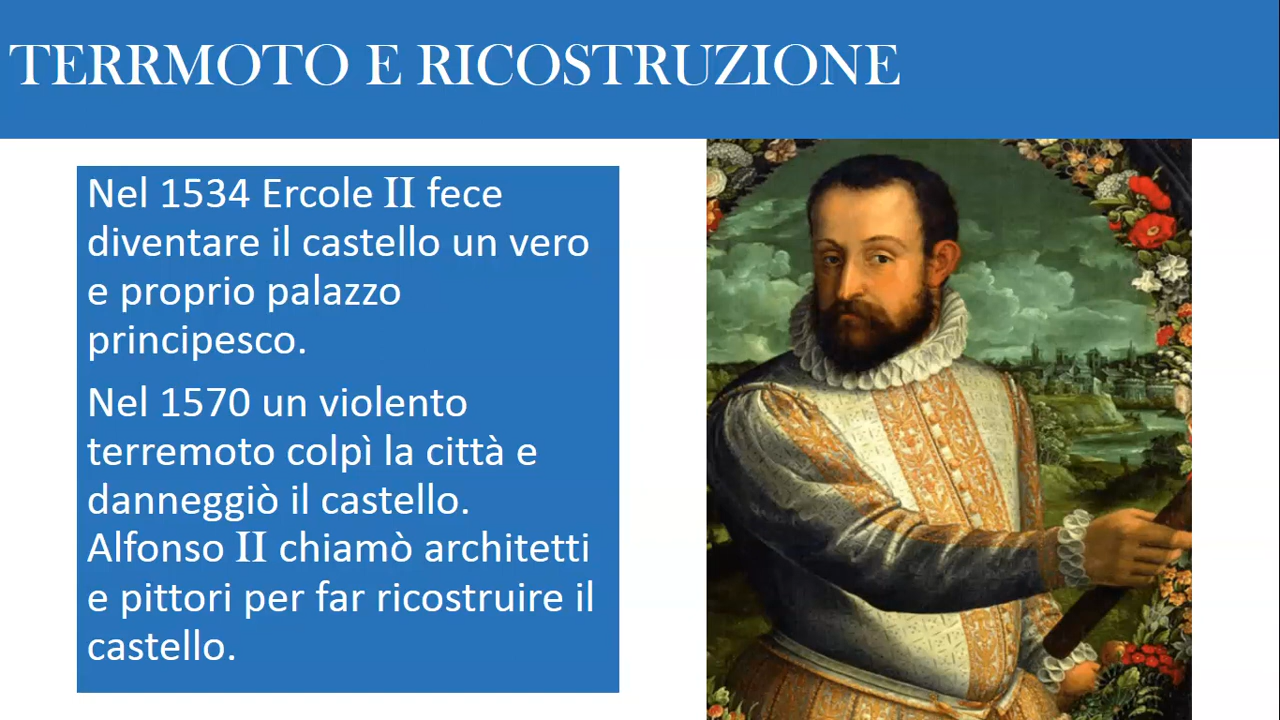 TERRMOTO E RICOSTRUZIONE
Nel 1534 Ercole II fece
diventare il castello un vero
e proprio palazzo
principesco.
Nel 1570 un violento
terremoto colpì la città e
danneggiò il castello.
Alfonso II chiamò architetti
e pittori per far ricostruire il
castello.